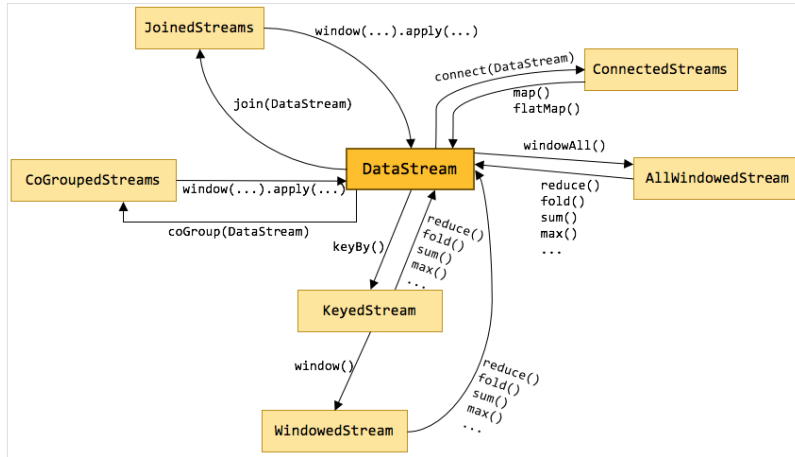 JoinedStreams
window(...).apply(...)
connect(DataStream)
ConnectedStreams
map()
flatMap()
join(DataStream)
windowAll()
DataStream
CoGroupedStreams
window(...).apply(...)
AllWindowedStream
reduce()
fold()
sum()
max()
...
coGroup(DataStream)
keyBy()
reduce()
fold()
sum()
max()
...
KeyedStream
window()
reduce()
fold()
sum()
max()
...
WindowedStream